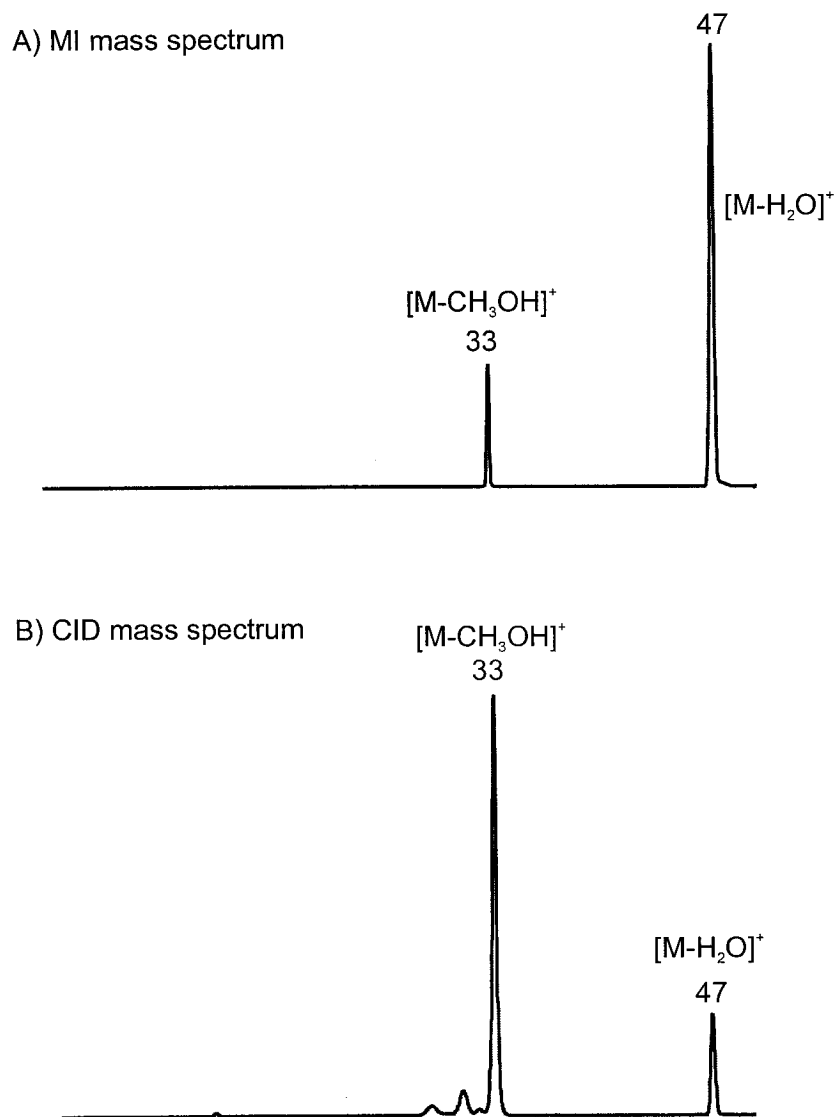 A) MI mass spectrum
47
[M-H₂O]⁺
[M-CH₃OH]⁺
33
B) CID mass spectrum
[M-CH₃OH]⁺
33
[M-H₂O]⁺
47